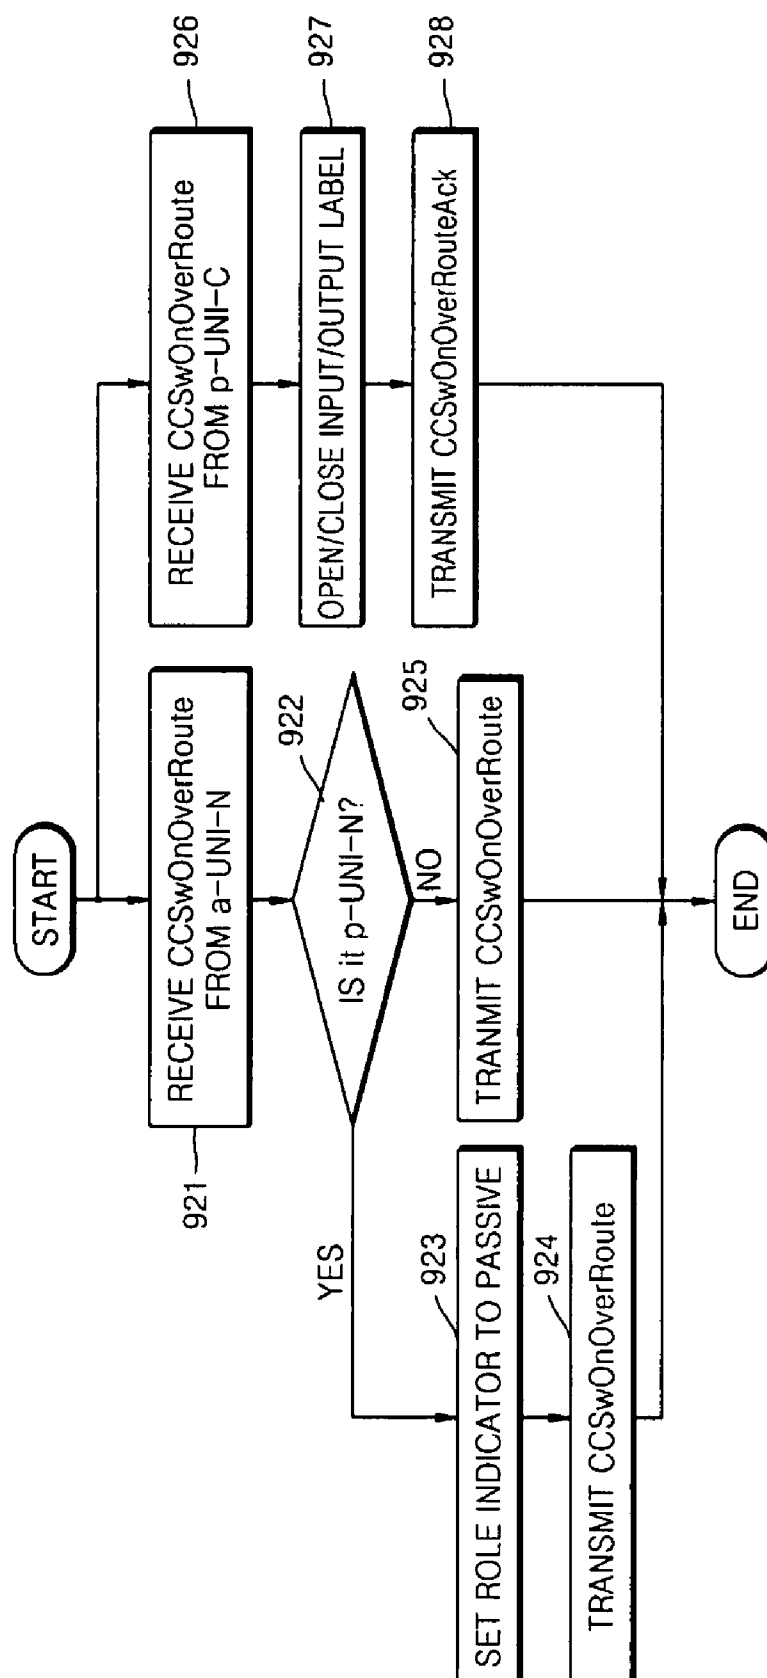 START
RECEIVE CCSwOnOverRoute
FROM a-UNI-N
921
IS it p-UNI-N?
922
YES
NO
SET ROLE INDICATOR TO PASSIVE
923
TRANSMIT CCSwOnOverRoute
924
TRANMIT CCSwOnOverRoute
925
RECEIVE CCSwOnOverRoute
FROM p-UNI-C
926
OPEN/CLOSE INPUT/OUTPUT LABEL
927
TRANSMIT CCSwOnOverRouteAck
928
END